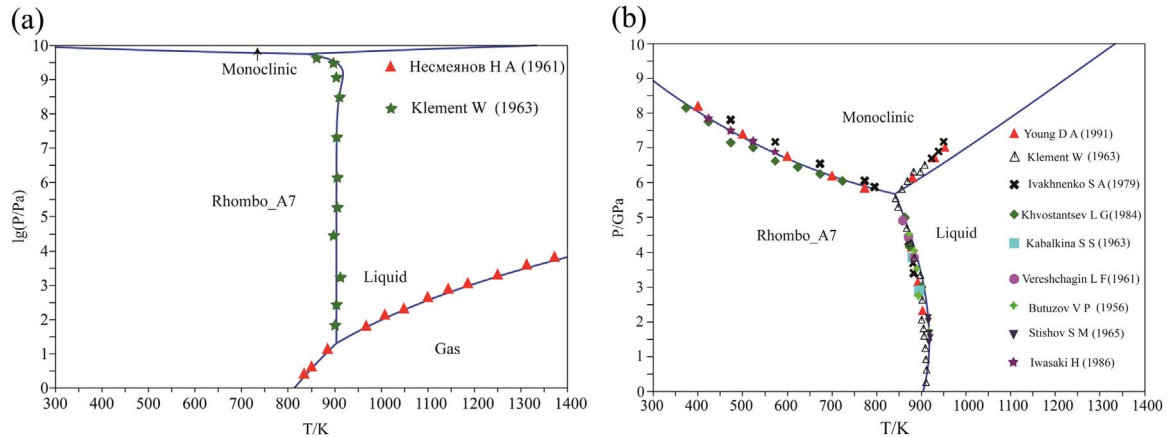 (a)
lg(P/Pa)
10
9
8
7
6
5
4
3
2
1
0
Monoclinic
Несмеянов Н А (1961)
Klement W (1963)
Rhombo_A7
Liquid
Gas
300 400 500 600 700 800 900 1000 1100 1200 1300 1400
T/K
(b)
P/GPa
10
9
8
7
6
5
4
3
2
1
0
Monoclinic
Rhombo_A7
Liquid
Young D A (1991)
Klement W (1963)
Ivakhnenko S A (1979)
Khvostantsev L G(1984)
Kabalkina S S (1963)
Vereshchagin L F(1961)
Butuzov V P (1956)
Stishov S M (1965)
Iwasaki H (1986)
300 400 500 600 700 800 900 1000 1100 1200 1300 1400
T/K